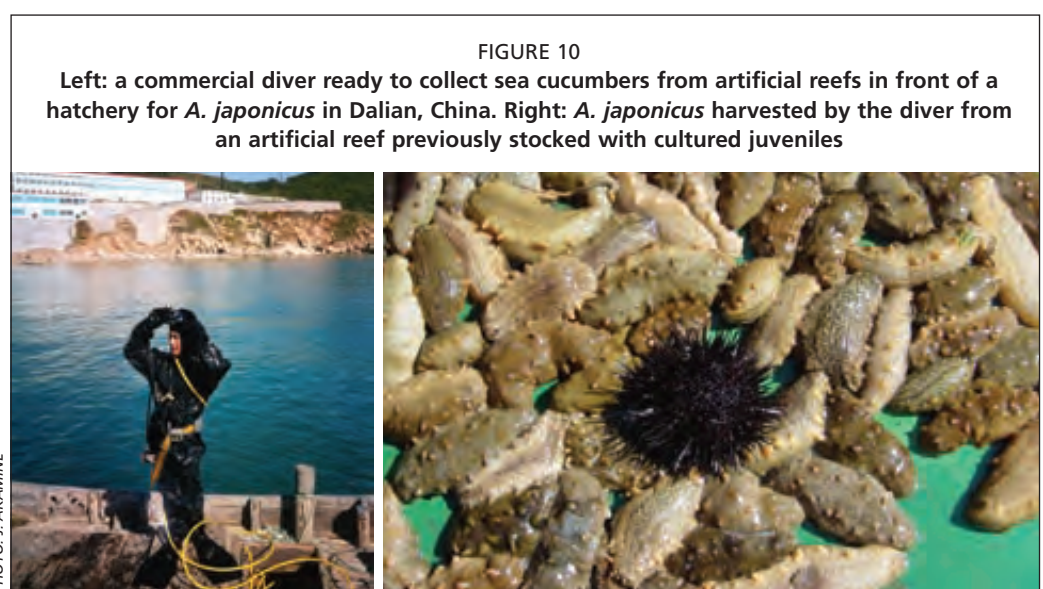 FIGURE 10
Left: a commercial diver ready to collect sea cucumbers from artificial reefs in front of a
hatchery for A. japonicus in Dalian, China. Right: A. japonicus harvested by the diver from
an artificial reef previously stocked with cultured juveniles